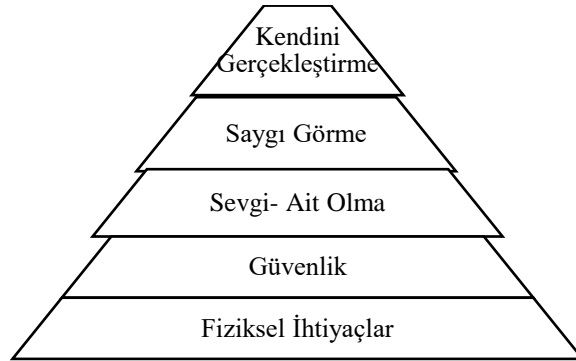 Kendini
Gerçekleştirme
Saygı Görme
Sevgi- Ait Olma
Güvenlik
Fiziksel İhtiyaçlar